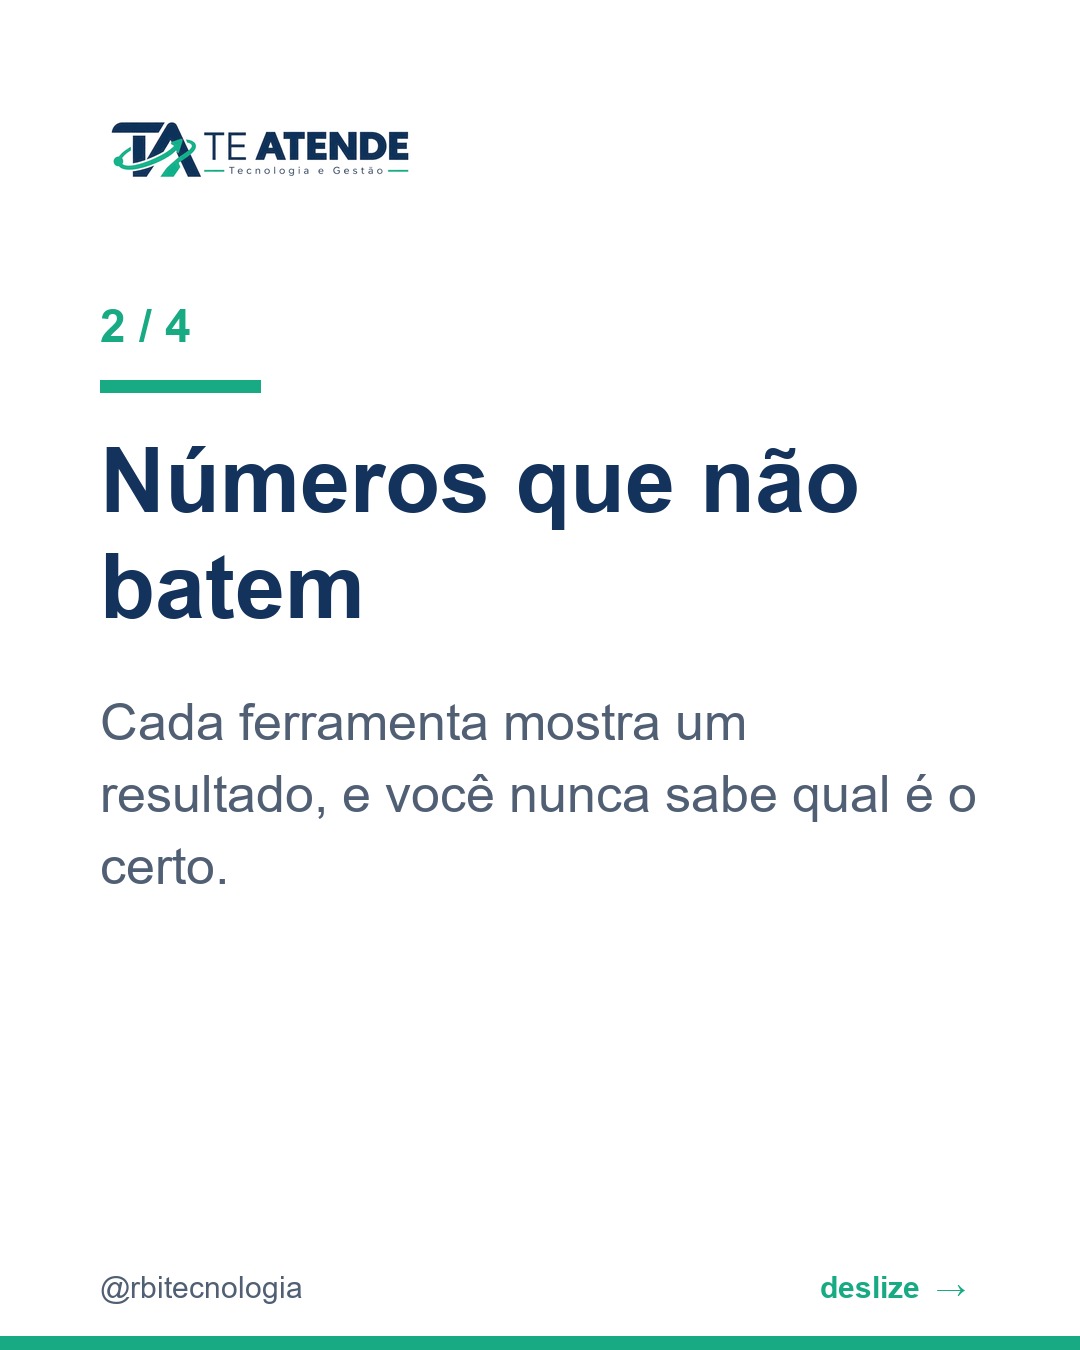 TA TE ATENDE
Tecnologia e Gestão
2 / 4
Números que não
batem
Cada ferramenta mostra um
resultado, e você nunca sabe qual é o
certo.
@rbitecnologia
deslize →